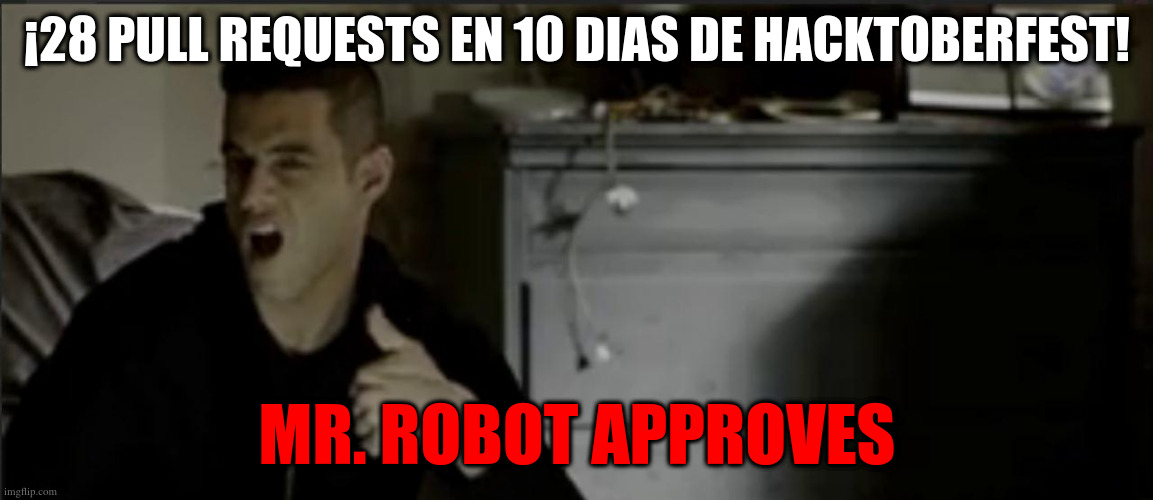 ¡28 PULL REQUESTS EN 10 DIAS DE HACKTOBERFEST!
MR. ROBOT APPROVES
imgflip.com